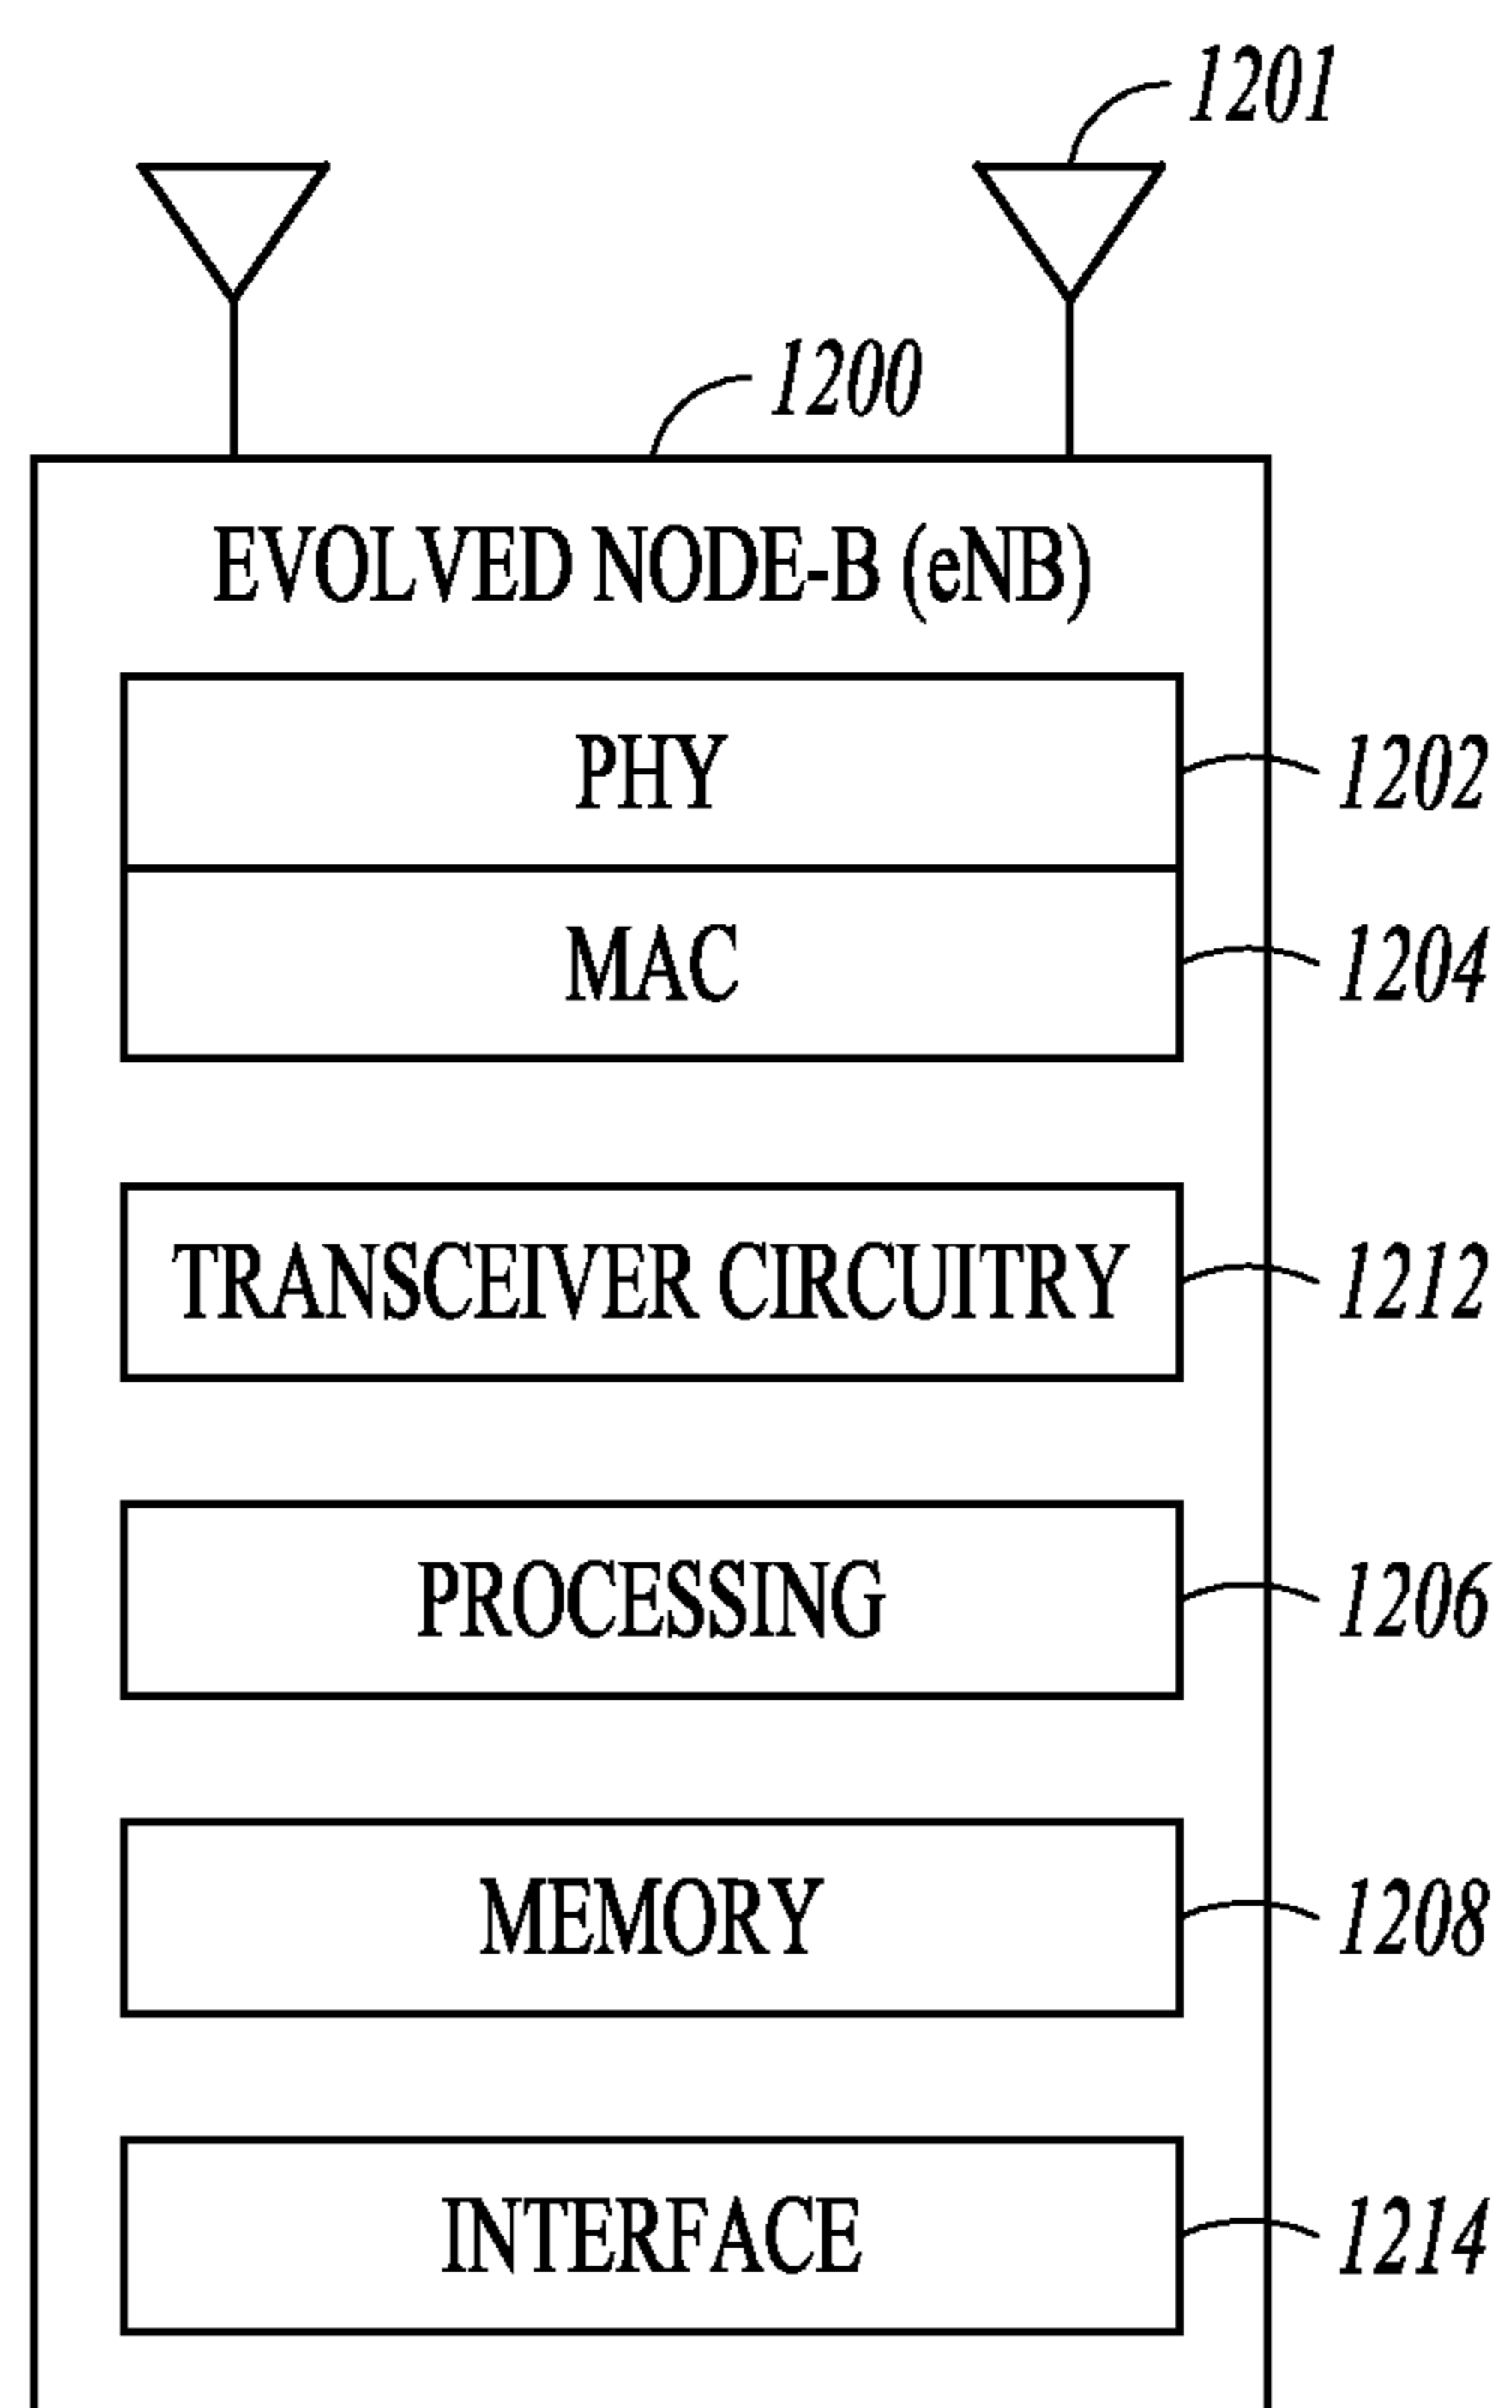 1201
1200
EVOLVED NODE-B (eNB)
PHY
1202
MAC
1204
TRANSCEIVER CIRCUITRY
1212
PROCESSING
1206
MEMORY
1208
INTERFACE
1214